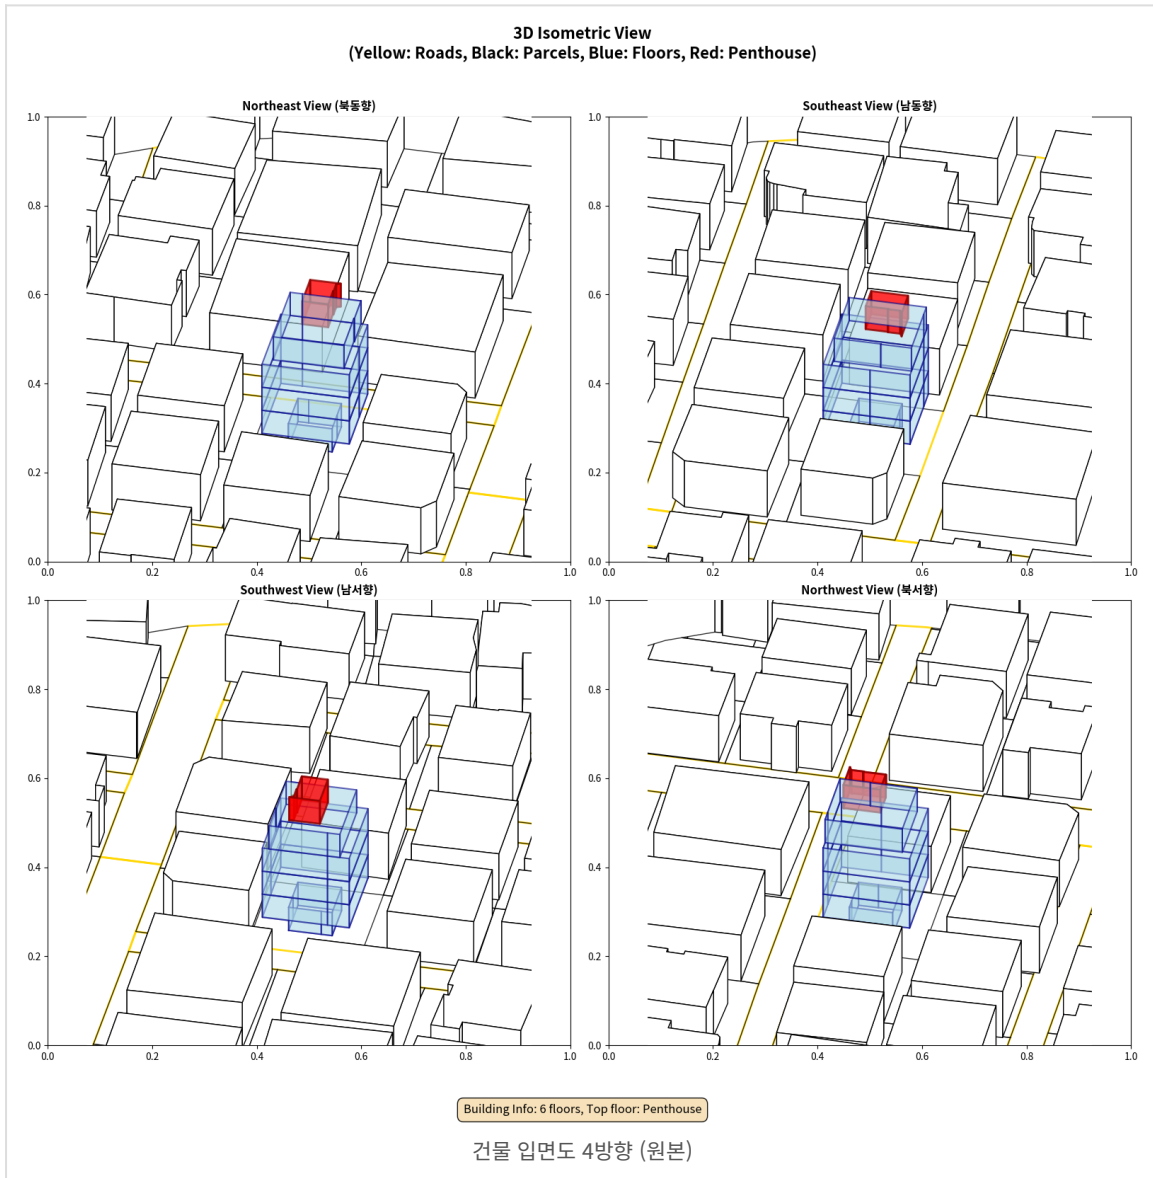 3D Isometric View
(Yellow: Roads, Black: Parcels, Blue: Floors, Red: Penthouse)
Northeast View (북동향)
1.0
0.8
0.6
0.4
0.2
0.0
0.0 0.2 0.4 0.6 0.8 1.0
Southeast View (남동향)
1.0
0.8
0.6
0.4
0.2
0.0
0.0 0.2 0.4 0.6 0.8 1.0
Southwest View (남서향)
1.0
0.8
0.6
0.4
0.2
0.0
0.0 0.2 0.4 0.6 0.8 1.0
Northwest View (북서향)
1.0
0.8
0.6
0.4
0.2
0.0
0.0 0.2 0.4 0.6 0.8 1.0
Building Info: 6 floors, Top floor: Penthouse
건물 입면도 4방향 (원본)